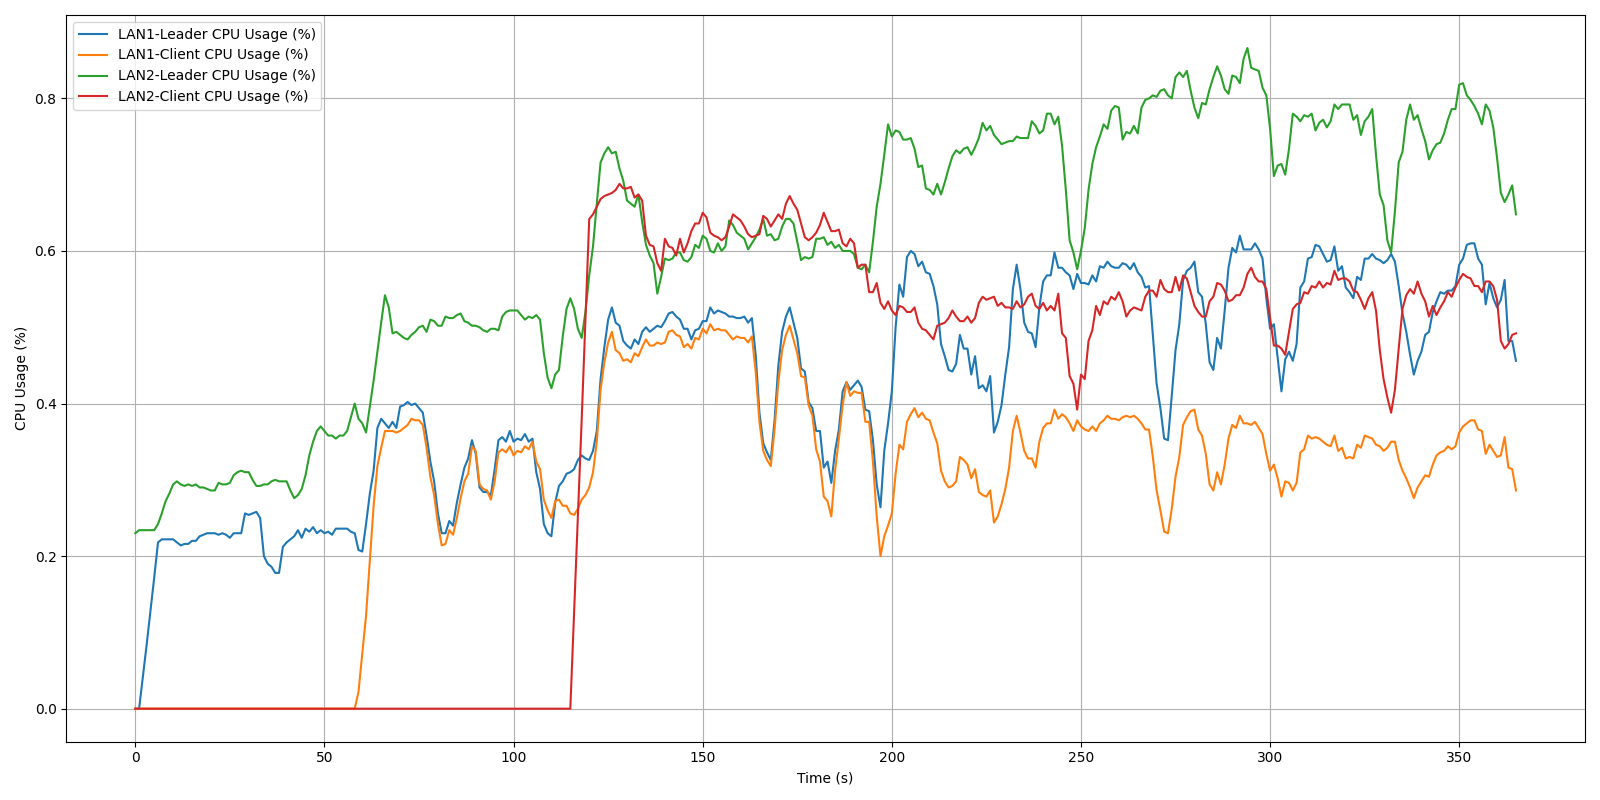 LAN1-Leader CPU Usage (%)
LAN1-Client CPU Usage (%)
LAN2-Leader CPU Usage (%)
LAN2-Client CPU Usage (%)
CPU Usage (%)
0.8
0.6
0.4
0.2
0.0
0 50 100 150 200 250 300 350
Time (s)